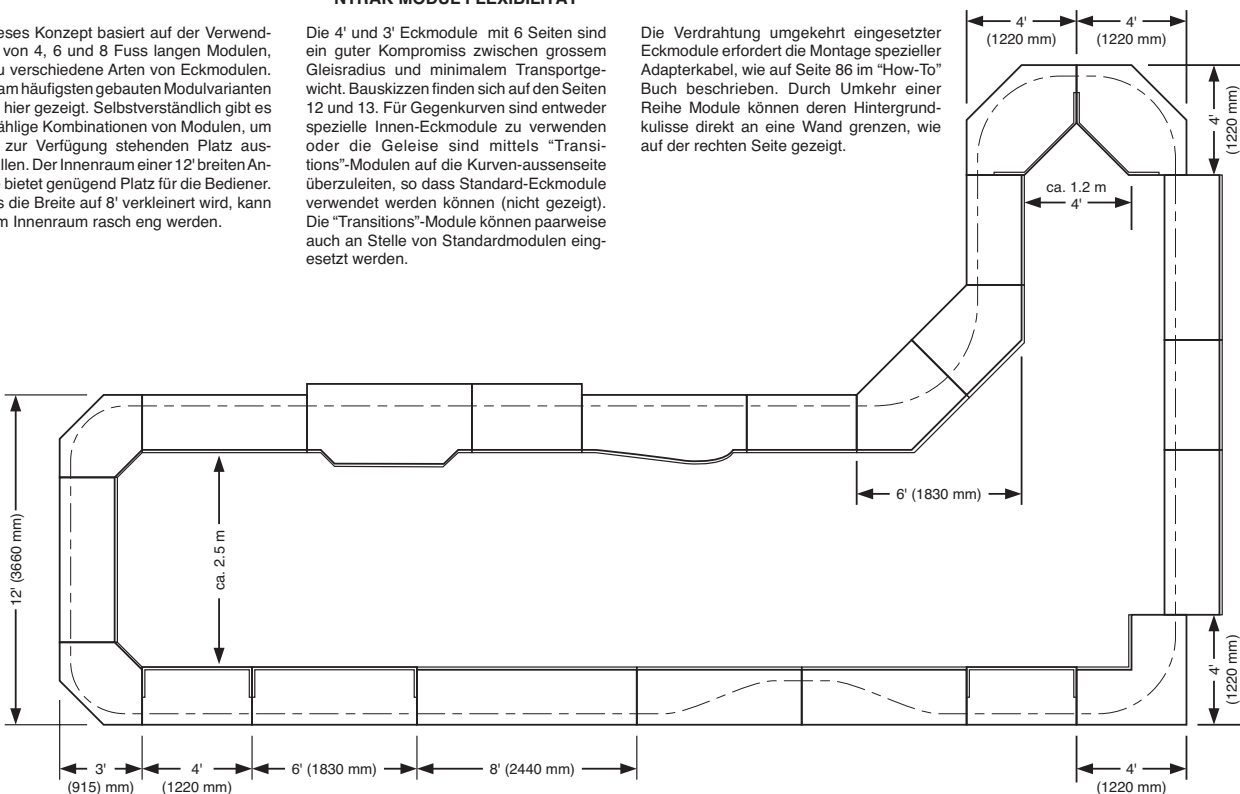 NTRAK MODUL FLEXIBILITÄT
eses Konzept basiert auf der Verwend-
von 4, 6 und 8 Fuss langen Modulen,
u verschiedene Arten von Eckmodulen.
am häufigsten gebauten Modulvarianten
hier gezeigt. Selbstverständlich gibt es
ählige Kombinationen von Modulen, um
zur Verfügung stehenden Platz aus-
llen. Der Innenraum einer 12' breiten An-
bietet genügend Platz für die Bediener.
s die Breite auf 8' verkleinert wird, kann
m Innenraum rasch eng werden.
Die 4' und 3' Eckmodule mit 6 Seiten sind
ein guter Kompromiss zwischen grossem
Gleisradius und minimalem Transportge-
wicht. Bauskizzen finden sich auf den Seiten
12 und 13. Für Gegenkurven sind entweder
spezielle Innen-Eckmodule zu verwenden
oder die Geleise sind mittels “Transi-
tions”-Modulen auf die Kurven-aussenseite
überzuleiten, so dass Standard-Eckmodule
verwendet werden können (nicht gezeigt).
Die “Transitions”-Module können paarweise
auch an Stelle von Standardmodulen eing-
esetzt werden.
Die Verdrahtung umgekehrt eingesetzter
Eckmodule erfordert die Montage spezieller
Adapterkabel, wie auf Seite 86 im “How-To”
Buch beschrieben. Durch Umkehr einer
Reihe Module können deren Hintergrund-
kulisse direkt an eine Wand grenzen, wie
auf der rechten Seite gezeigt.
4'
(1220 mm)
4'
(1220 mm)
4'
(1220 mm)
ca. 1.2 m
4'
6' (1830 mm)
12' (3660 mm)
ca. 2.5 m
4'
(1220 mm)
3'
(915) mm)
4'
(1220 mm)
6' (1830 mm)
8' (2440 mm)
4'
(1220 mm)